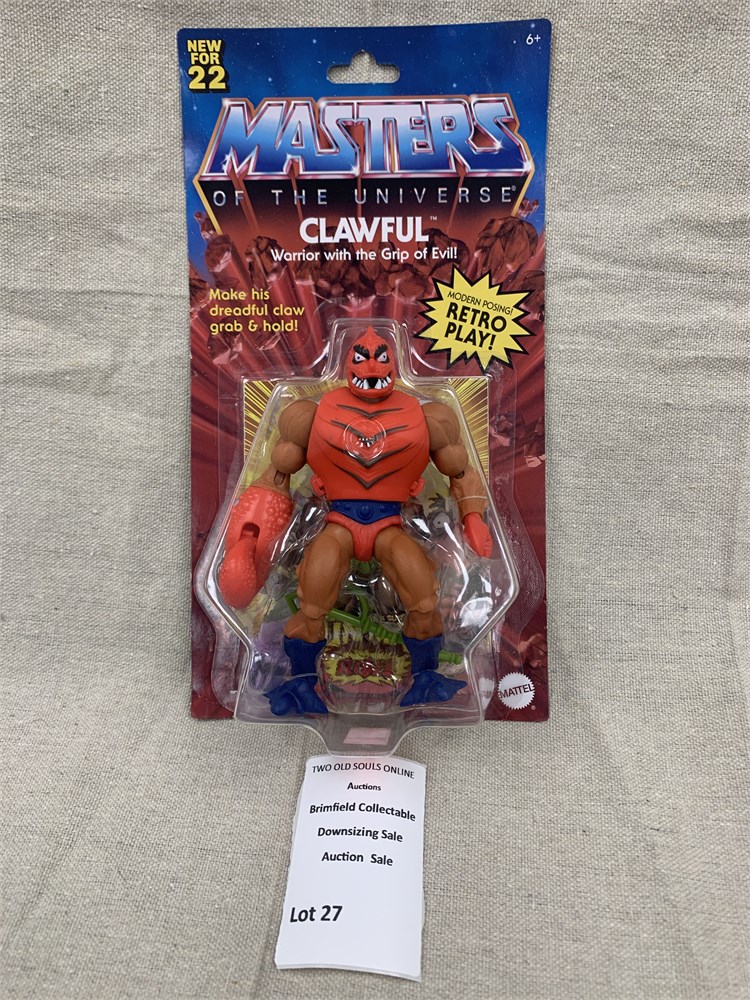 NEW
FOR
22
6+
MASTERS
OF THE UNIVERSE®
CLAWFUL™
Warrior with the Grip of Evil!
Make his
dreadful claw
grab & hold!
MODERN POSING!
RETRO
PLAY!
MATTEL
®
TWO OLD SOULS ONLINE
Auctions
Brimfield Collectable
Downsizing Sale
Auction Sale
Lot 27